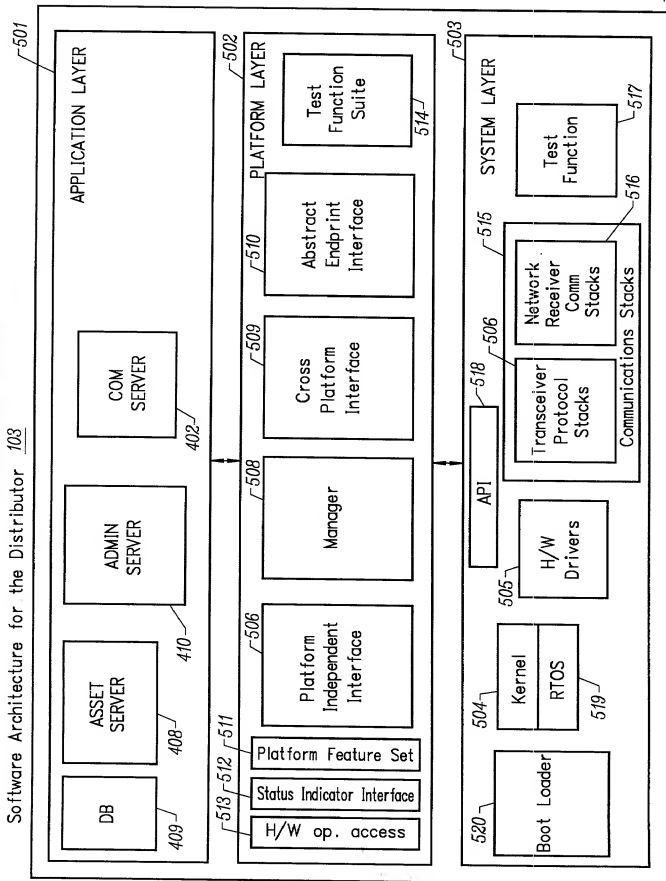 Software Architecture for the Distributor 103
501
APPLICATION LAYER
DB
409
ASSET
SERVER
408
ADMIN
SERVER
410
COM
SERVER
402
502
PLATFORM LAYER
513
H/W op. access
512
Status Indicator Interface
511
Platform Feature Set
506
Platform
Independent
Interface
508
Manager
509
Cross
Platform
Interface
510
Abstract
Endprint
Interface
Test
Function
Suite
514
503
SYSTEM LAYER
520
Boot Loader
504
Kernel
RTOS
519
505
H/W
Drivers
API
518
506
Transceiver
Protocol
Stacks
515
Network
Receiver
Comm
Stacks
516
Communications Stacks
Test
Function
517